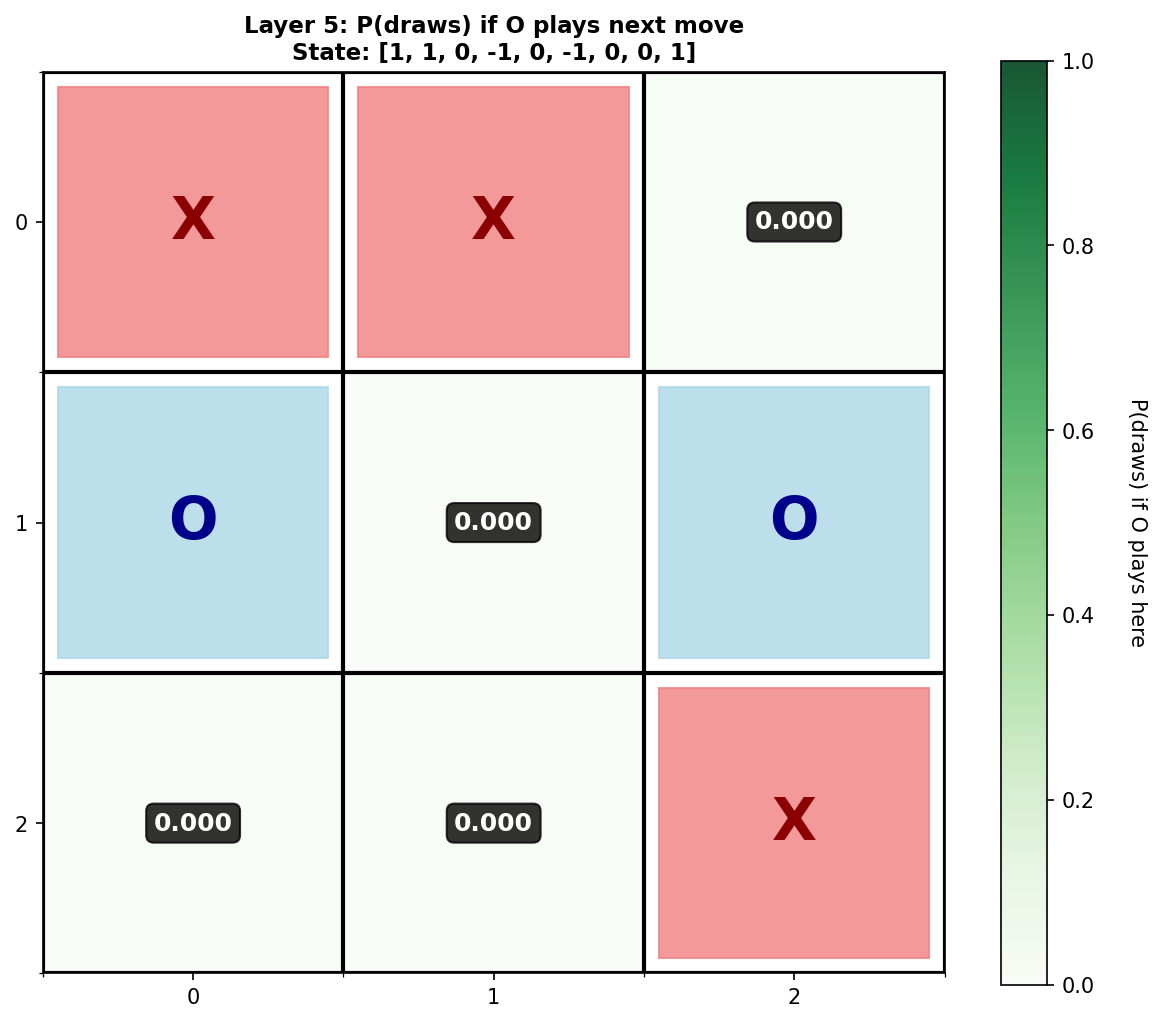 Layer 5: P(draws) if O plays next move
State: [1, 1, 0, -1, 0, -1, 0, 0, 1]
0
X
X
0.000
1
O
0.000
O
2
0.000
0.000
X
0
1
2
1.0
0.8
0.6
0.4
0.2
0.0
P(draws) if O plays here